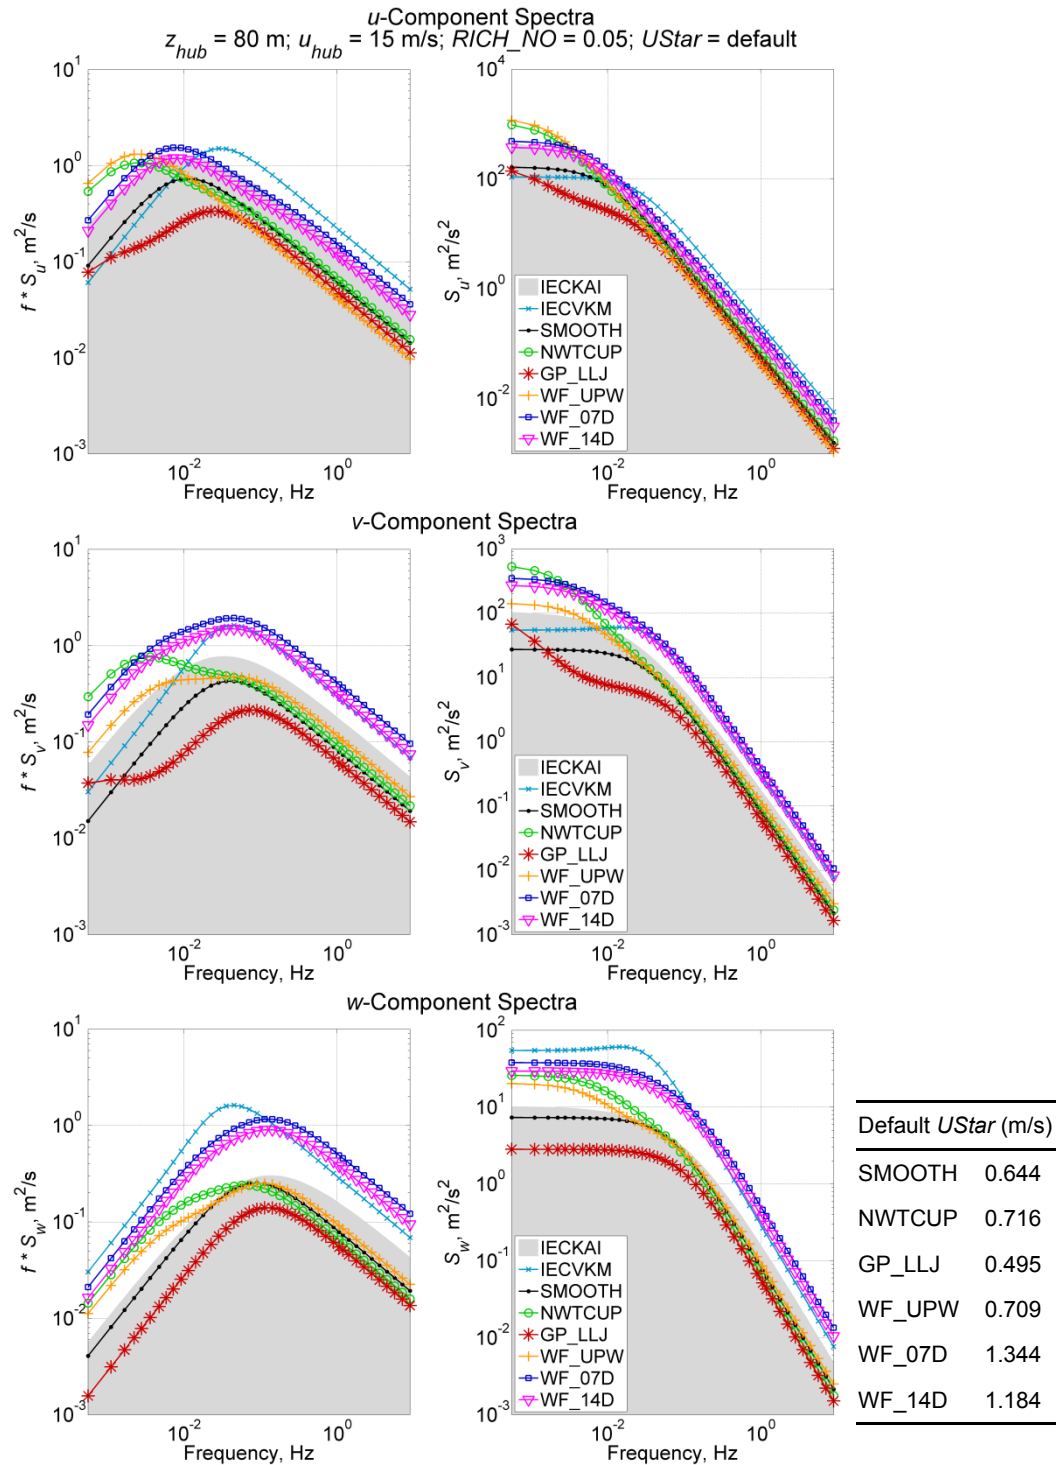 u-Component Spectra
z_hub = 80 m; u_hub = 15 m/s; RICH_NO = 0.05; UStar = default
10^1
10^0
10^-1
10^-2
10^-3
f * S_u, m^2/s
10^-2
10^0
Frequency, Hz
10^4
10^2
10^0
10^-2
S_u, m^2/s^2
IECKAI
IECVKM
SMOOTH
NWTCUP
GP_LLJ
WF_UPW
WF_07D
WF_14D
10^-2
10^0
Frequency, Hz
v-Component Spectra
10^1
10^0
10^-1
10^-2
10^-3
f * S_v, m^2/s
10^-2
10^0
Frequency, Hz
10^3
10^2
10^1
10^0
10^-1
10^-2
10^-3
S_v, m^2/s^2
IECKAI
IECVKM
SMOOTH
NWTCUP
GP_LLJ
WF_UPW
WF_07D
WF_14D
10^-2
10^0
Frequency, Hz
w-Component Spectra
10^1
10^0
10^-1
10^-2
10^-3
f * S_w, m^2/s
10^-2
10^0
Frequency, Hz
10^2
10^1
10^0
10^-1
10^-2
10^-3
S_w, m^2/s^2
IECKAI
IECVKM
SMOOTH
NWTCUP
GP_LLJ
WF_UPW
WF_07D
WF_14D
10^-2
10^0
Frequency, Hz
Default UStar (m/s)
SMOOTH 0.644
NWTCUP 0.716
GP_LLJ 0.495
WF_UPW 0.709
WF_07D 1.344
WF_14D 1.184